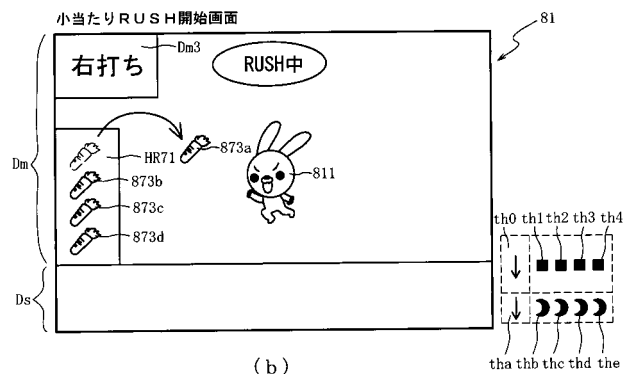 小当たりRUSH開始画面
81
右打ち
Dm3
RUSH中
Dm
HR71
873a
811
873b
873c
873d
th0 th1 th2 th3 th4
Ds
tha thb thc thd the
(b)